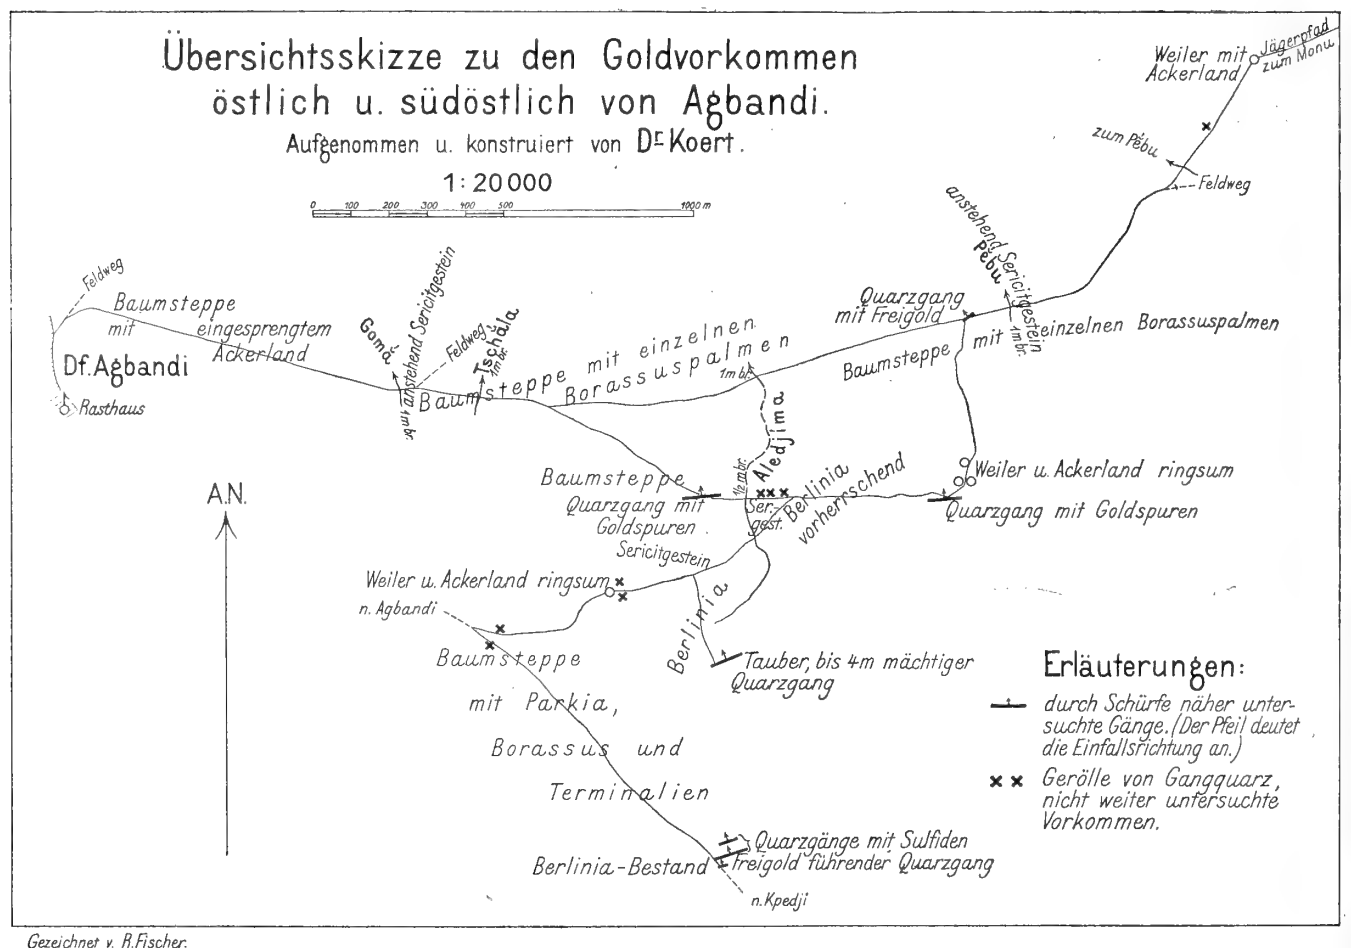 Übersichtsskizze zu den Goldvorkommen
östlich u. südöstlich von Agbandi.
Aufgenommen u. konstruiert von Dr Koert.
1:20000
0 100 200 300 400 500 1000 m
Weiler mit
Ackerland
Jägerpfad
zum Monu
zum Pĕbu
Feldweg
anstehend Sericitgestein
Pĕbu
1m br.
Quarzgang
mit Freigold
Baumsteppe mit einzelnen Borassuspalmen
Feldweg
Baumsteppe
mit eingesprengtem
Ackerland
Df. Agbandi
Rasthaus
Gomă
anstehend Sericitgestein
1 m br.
Feldweg
Tschăla
1m br.
Baumsteppe mit einzelnen
Borassuspalmen
1m br.
Aledjima
½ m br.
Baumsteppe
Quarzgang mit
Goldspuren.
Ser.-
gest.
Berlinia
vorherrschend
Weiler u. Ackerland ringsum
Quarzgang mit Goldspuren
A.N.
Sericitgestein
Weiler u. Ackerland ringsum
n. Agbandi
Berlinia
Tauber, bis 4m mächtiger
Quarzgang
Baumsteppe
mit Parkia,
Borassus und
Terminalien
Quarzgänge mit Sulfiden
Berlinia-Bestand
Freigold führender Quarzgang
n. Kpedji
Erläuterungen:
durch Schürfe näher unter-
suchte Gänge. (Der Pfeil deutet
die Einfallsrichtung an.)
Gerölle von Gangquarz,
nicht weiter untersuchte
Vorkommen.
Gezeichnet v. R. Fischer.